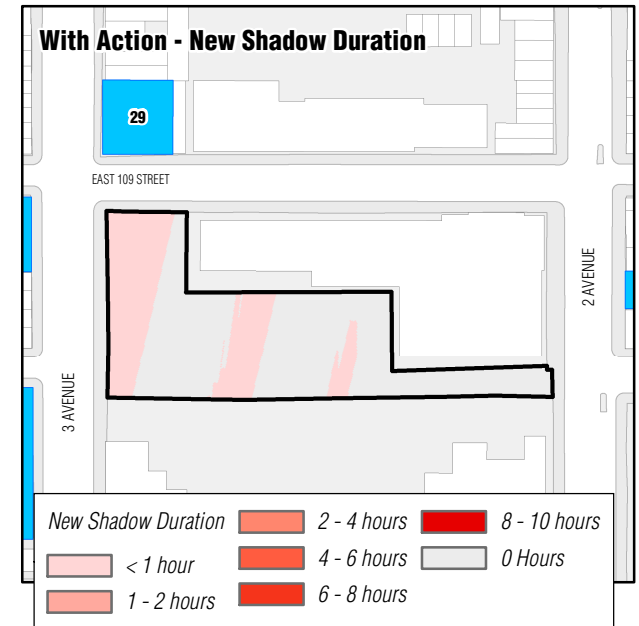 With Action - New Shadow Duration
29
EAST 109 STREET
2 AVENUE
3 AVENUE
New Shadow Duration
< 1 hour
1 - 2 hours
2 - 4 hours
4 - 6 hours
6 - 8 hours
8 - 10 hours
0 Hours